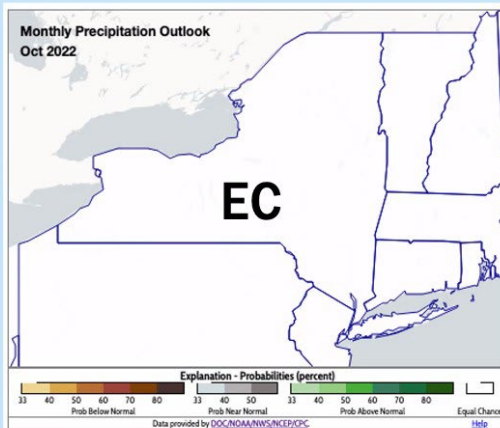 Monthly Precipitation Outlook
Oct 2022
EC
Explanation - Probabilities (percent)
33 40 50 60 70 80 33 40 50 33 40 50 60 70 80
Prob Below Normal Prob Near Normal Prob Above Normal Equal Chanc
Data provided by DOC/NOAA/NWS/NCEP/CPC. Help